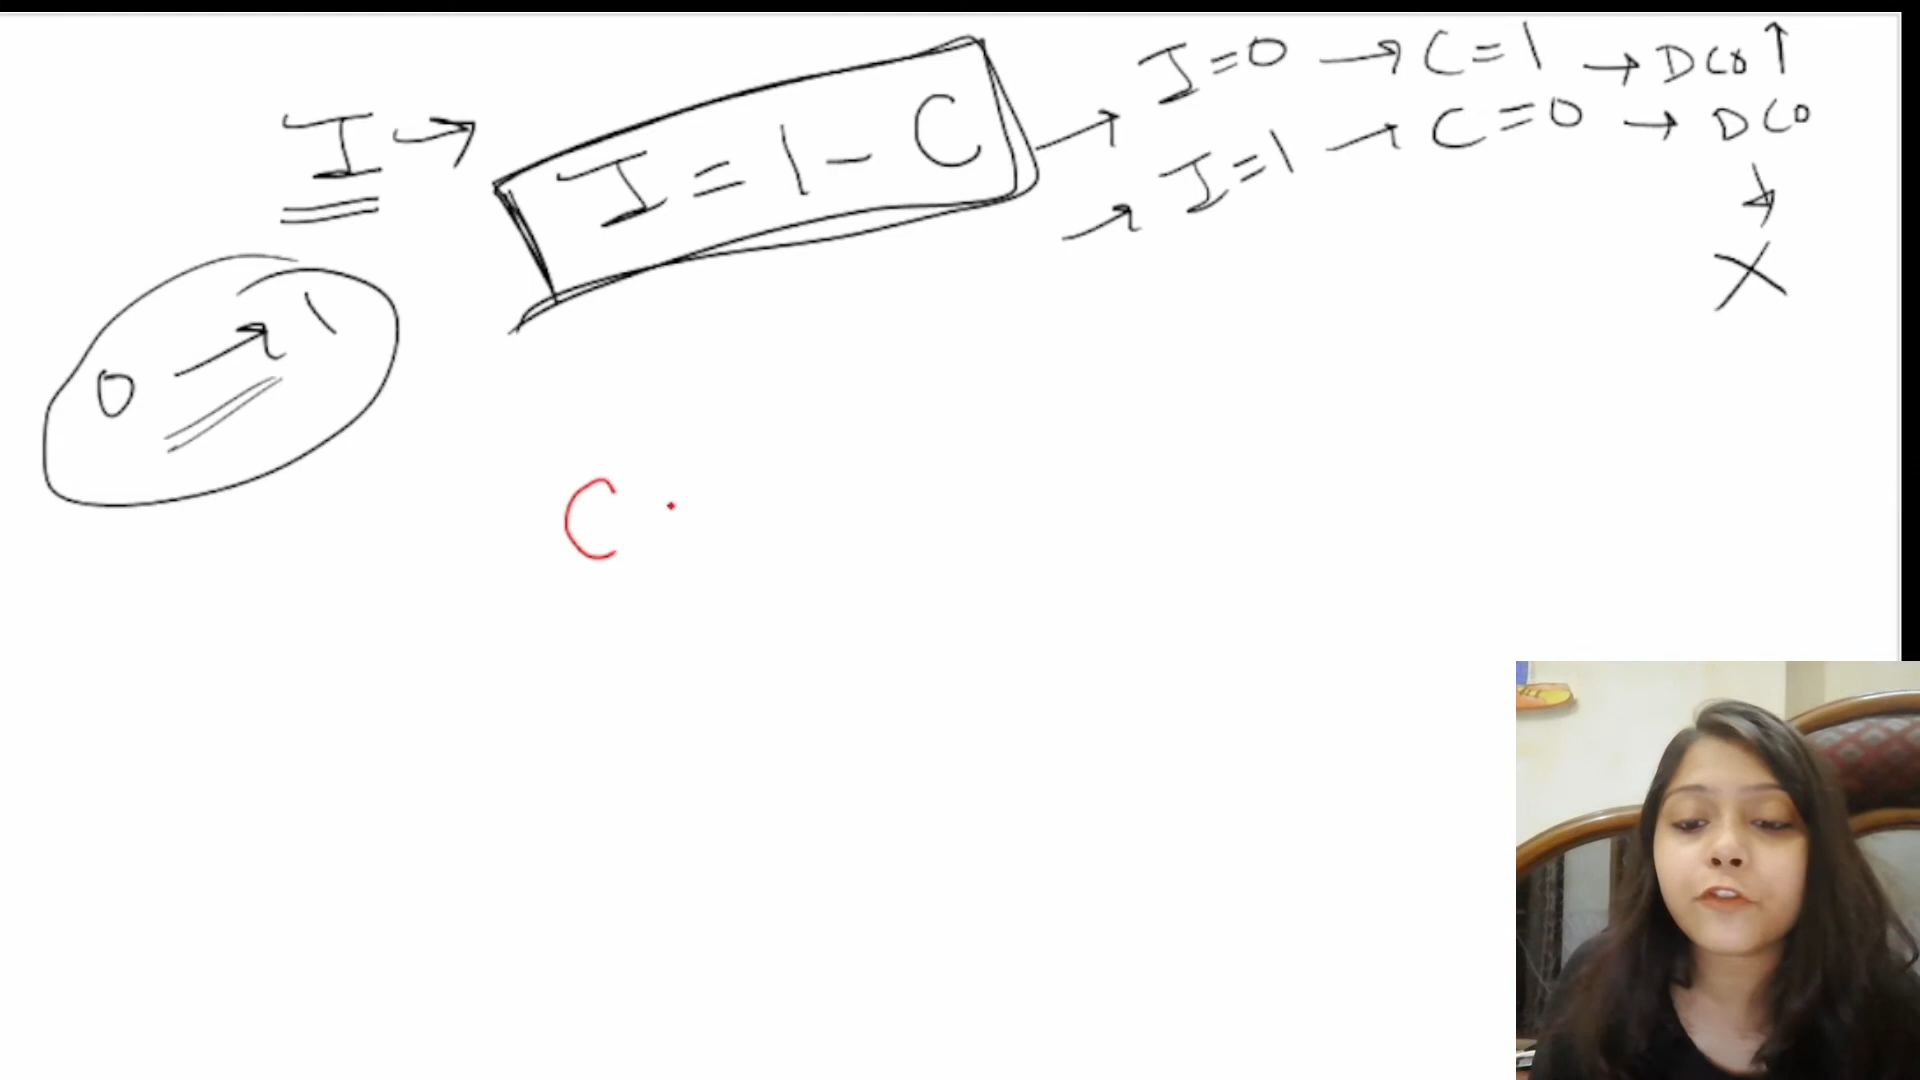 I → I = 1 - C → I = 0 → C = 1 → DCO ↑
→ I = 1 → C = 0 → DCO
↓
X
0 → 1
C .